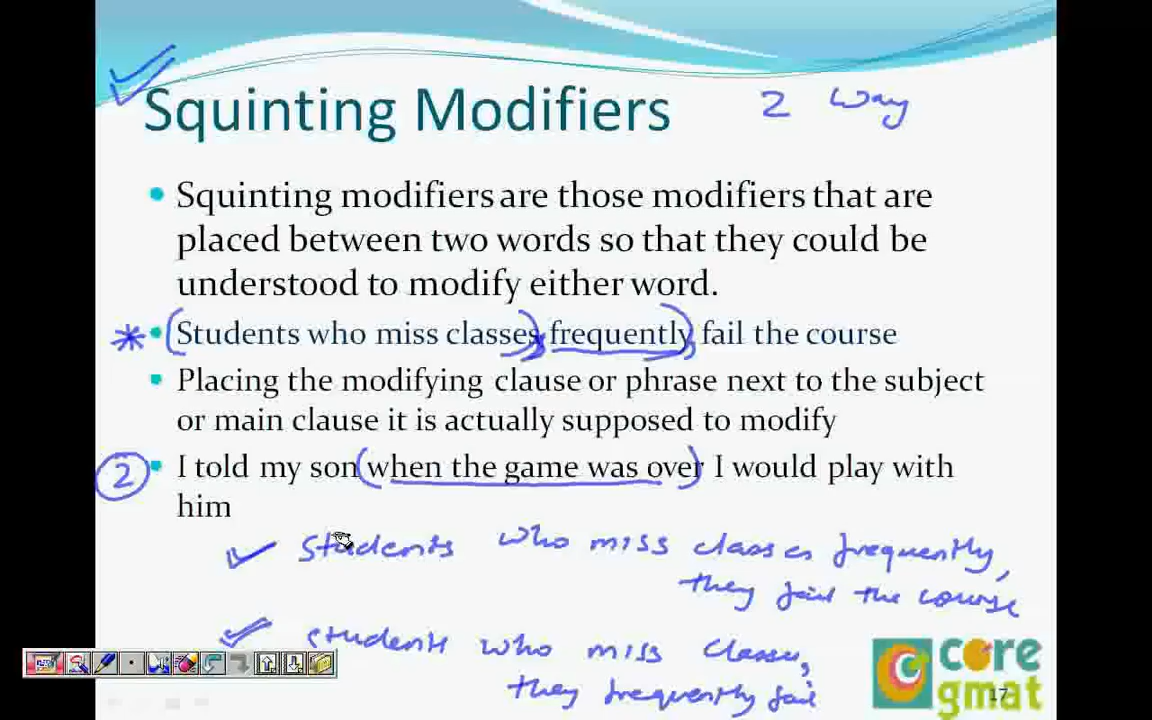 Squinting Modifiers
2 way
Squinting modifiers are those modifiers that are
placed between two words so that they could be
understood to modify either word.
* Students who miss classes, frequently, fail the course
Placing the modifying clause or phrase next to the subject
or main clause it is actually supposed to modify
2 I told my son (when the game was over) I would play with
him
Students who miss classes frequently,
they fail the course
students who miss classes,
they frequently fail
core
gmat
17